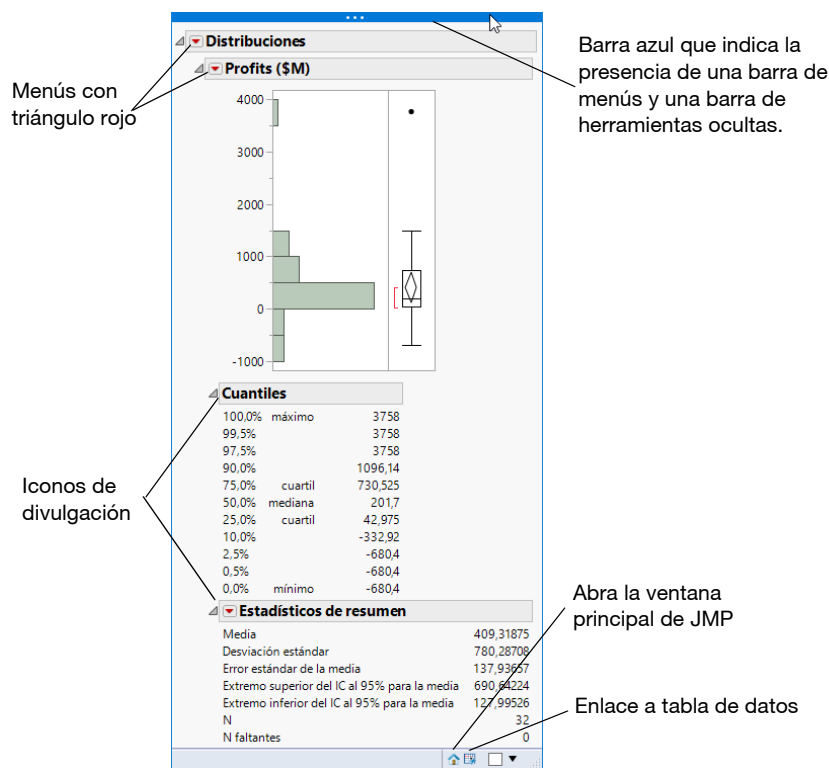 Distribuciones
Profits ($M)
Menús con
triángulo rojo
Barra azul que indica la
presencia de una barra de
menús y una barra de
herramientas ocultas.
4000
3000
2000
1000
0
-1000
Cuantiles
100,0% máximo 3758
99,5% 3758
97,5% 3758
90,0% 1096,14
75,0% cuartil 730,525
50,0% mediana 201,7
25,0% cuartil 42,975
10,0% -332,92
2,5% -680,4
0,5% -680,4
0,0% mínimo -680,4
Iconos de
divulgación
Estadísticos de resumen
Media 409,31875
Desviación estándar 780,28708
Error estándar de la media 137,93657
Extremo superior del IC al 95% para la media 690,64224
Extremo inferior del IC al 95% para la media 127,99526
N 32
N faltantes 0
Abra la ventana
principal de JMP
Enlace a tabla de datos